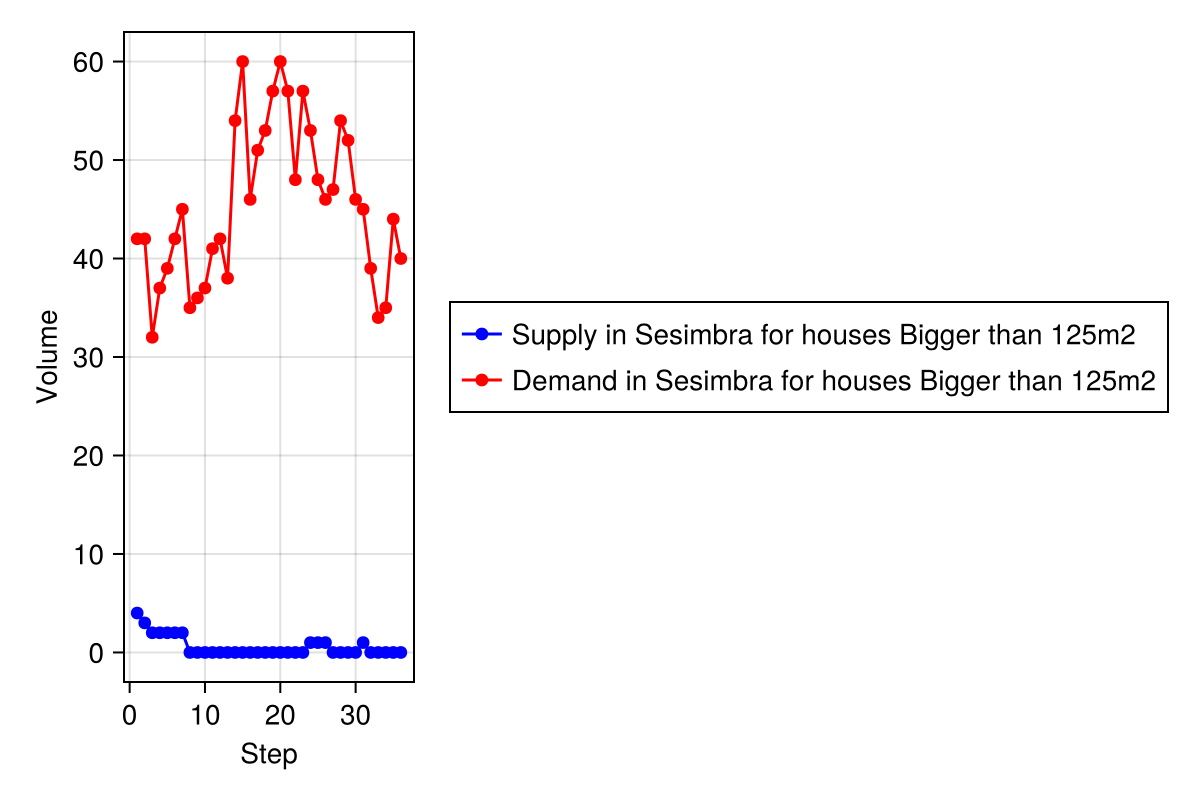 60
50
40
30
20
10
0
Volume
0 10 20 30
Step
Supply in Sesimbra for houses Bigger than 125m2
Demand in Sesimbra for houses Bigger than 125m2